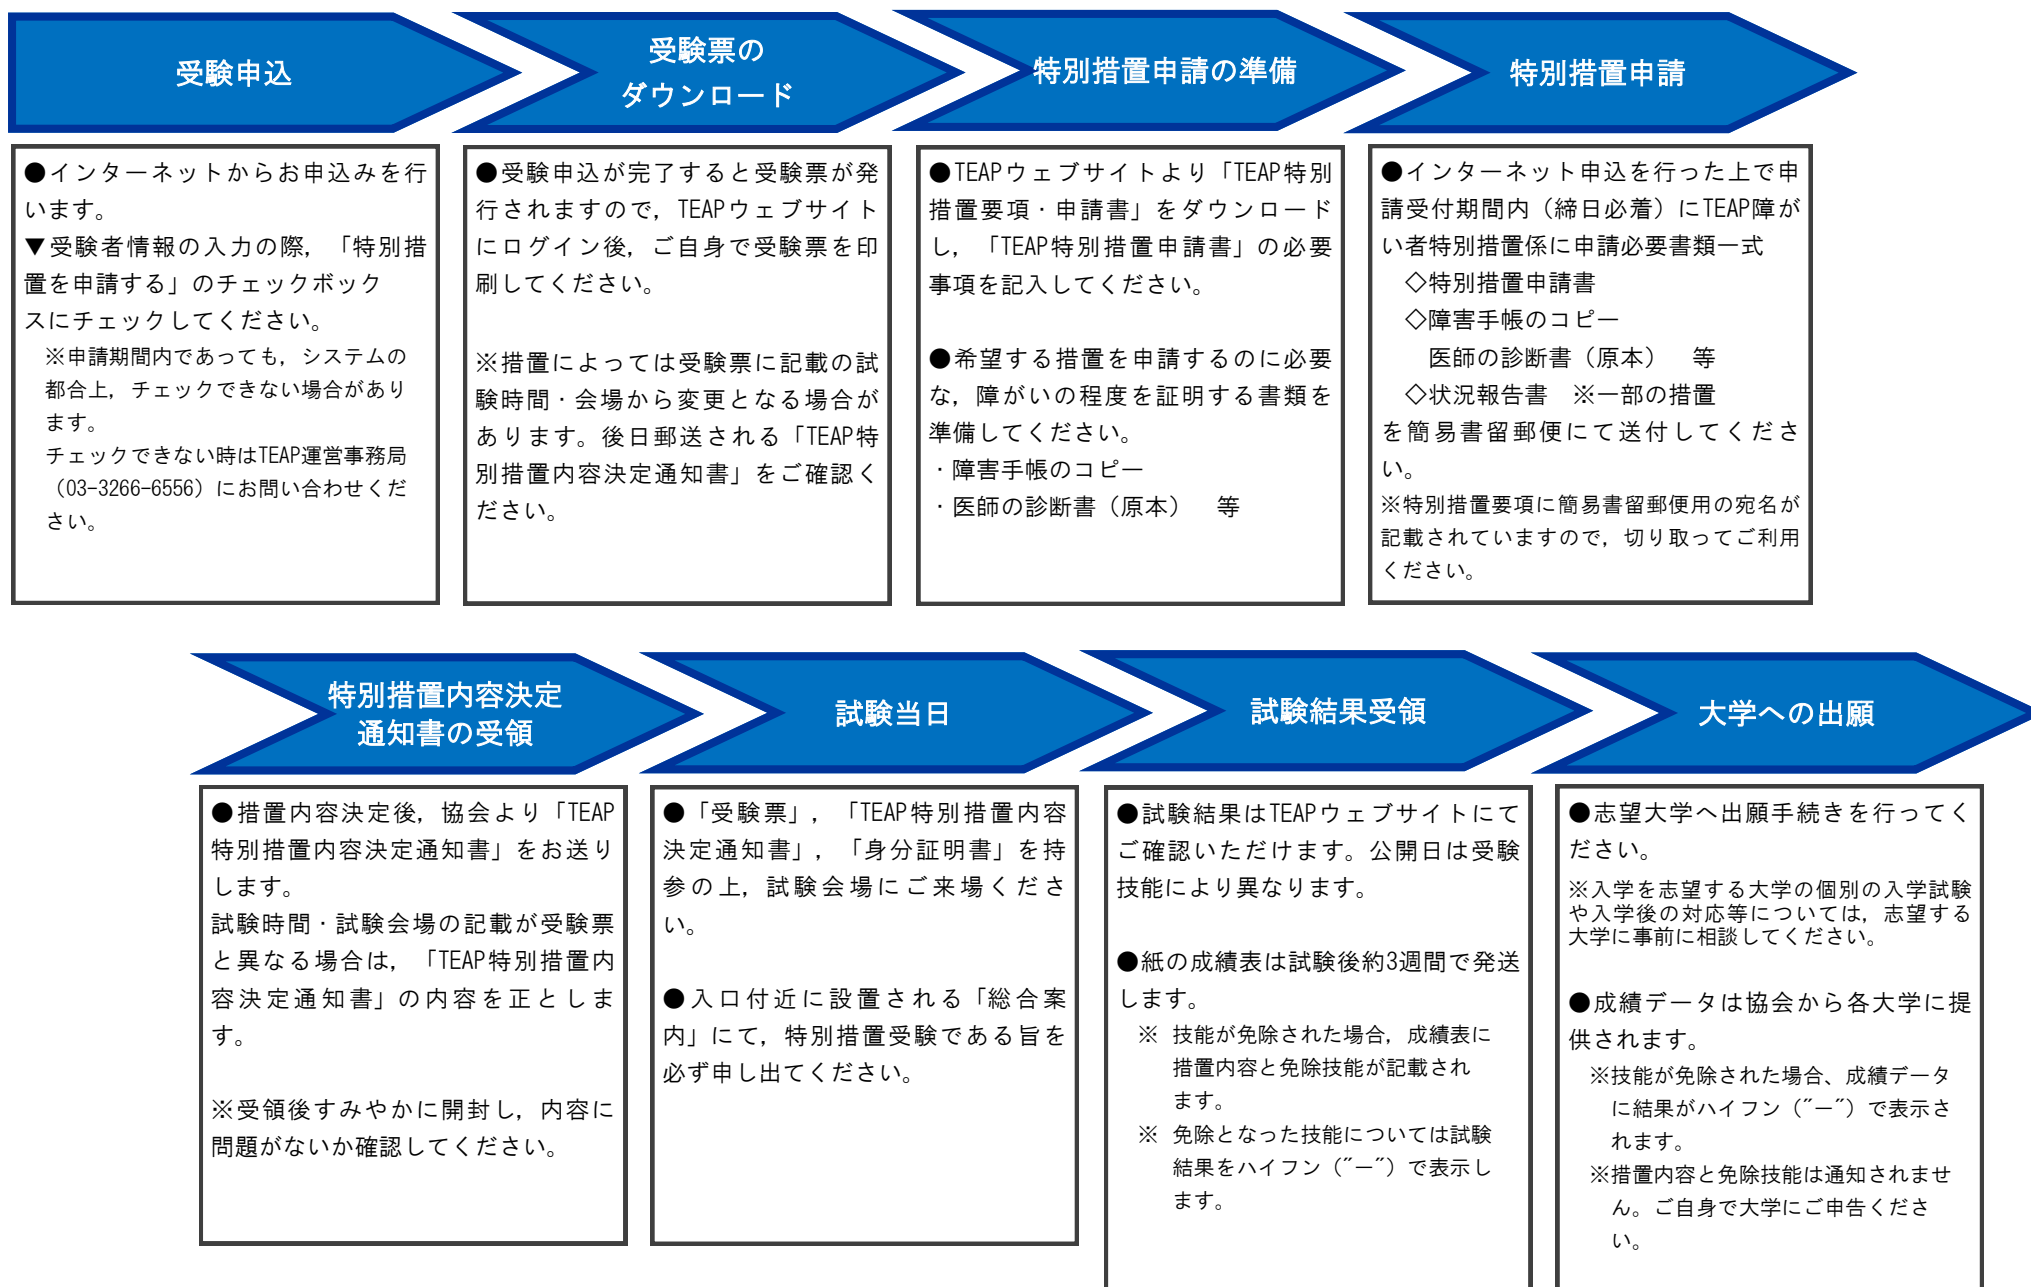 受験申込
●インターネットからお申込みを行
います。
▼受験者情報の入力の際，「特別措
置を申請する」のチェックボック
スにチェックしてください。
※申請期間内であっても，システムの
都合上，チェックできない場合があり
ます。
チェックできない時はTEAP運営事務局
（03-3266-6556）にお問い合わせくだ
さい。
受験票の
ダウンロード
●受験申込が完了すると受験票が発
行されますので，TEAPウェブサイト
にログイン後，ご自身で受験票を印
刷してください。
※措置によっては受験票に記載の試
験時間・会場から変更となる場合が
あります。後日郵送される「TEAP特
別措置内容決定通知書」をご確認く
ださい。
特別措置申請の準備
●TEAPウェブサイトより「TEAP特別
措置要項・申請書」をダウンロード
し，「TEAP特別措置申請書」の必要
事項を記入してください。
●希望する措置を申請するのに必要
な，障がいの程度を証明する書類を
準備してください。
・障害手帳のコピー
・医師の診断書（原本）　等
特別措置申請
●インターネット申込を行った上で申
請受付期間内（締日必着）にTEAP障が
い者特別措置係に申請必要書類一式
◇特別措置申請書
◇障害手帳のコピー
医師の診断書（原本）　等
◇状況報告書　※一部の措置
を簡易書留郵便にて送付してくださ
い。
※特別措置要項に簡易書留郵便用の宛名が
記載されていますので，切り取ってご利用
ください。
特別措置内容決定
通知書の受領
●措置内容決定後，協会より「TEAP
特別措置内容決定通知書」をお送り
します。
試験時間・試験会場の記載が受験票
と異なる場合は，「TEAP特別措置内
容決定通知書」の内容を正としま
す。
※受領後すみやかに開封し，内容に
問題がないか確認してください。
試験当日
●「受験票」，「TEAP特別措置内容
決定通知書」，「身分証明書」を持
参の上，試験会場にご来場くださ
い。
●入口付近に設置される「総合案
内」にて，特別措置受験である旨を
必ず申し出てください。
試験結果受領
●試験結果はTEAPウェブサイトにて
ご確認いただけます。公開日は受験
技能により異なります。
●紙の成績表は試験後約3週間で発送
します。
※ 技能が免除された場合，成績表に
措置内容と免除技能が記載され
ます。
※ 免除となった技能については試験
結果をハイフン（″ー″）で表示し
ます。
大学への出願
●志望大学へ出願手続きを行ってく
ださい。
※入学を志望する大学の個別の入学試験
や入学後の対応等については，志望する
大学に事前に相談してください。
●成績データは協会から各大学に提
供されます。
※技能が免除された場合、成績データ
に結果がハイフン（″ー″）で表示さ
れます。
※措置内容と免除技能は通知されませ
ん。ご自身で大学にご申告くださ
い。